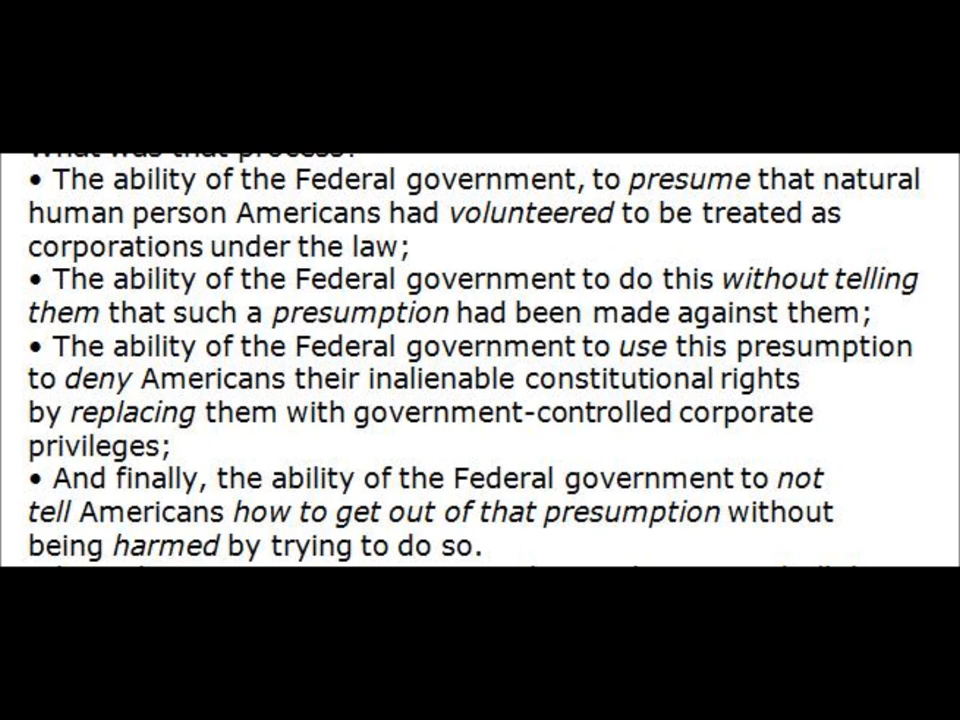 What was that process?
• The ability of the Federal government, to presume that natural
human person Americans had volunteered to be treated as
corporations under the law;
• The ability of the Federal government to do this without telling
them that such a presumption had been made against them;
• The ability of the Federal government to use this presumption
to deny Americans their inalienable constitutional rights
by replacing them with government-controlled corporate
privileges;
• And finally, the ability of the Federal government to not
tell Americans how to get out of that presumption without
being harmed by trying to do so.